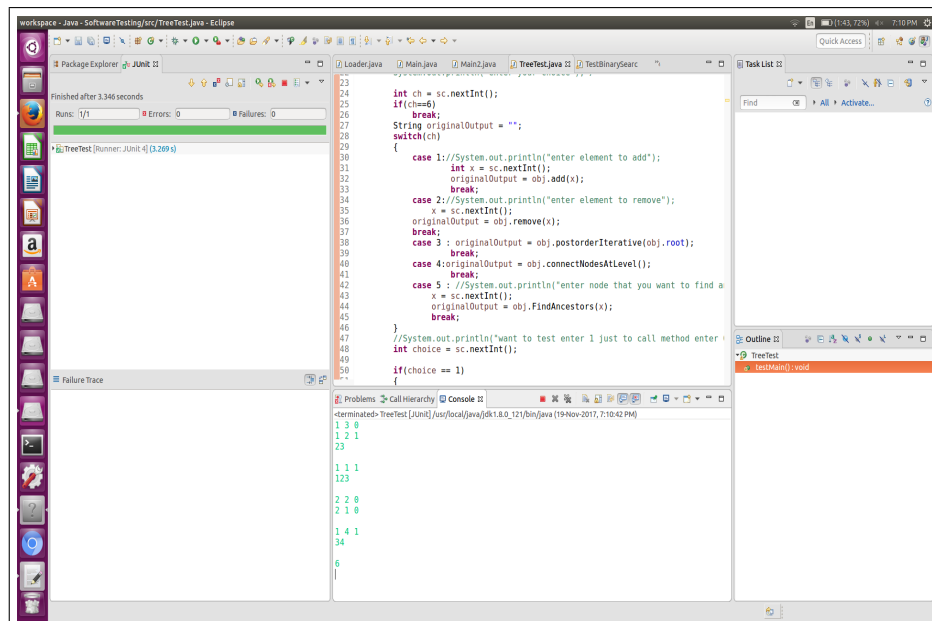 workspace - Java - SoftwareTesting/src/TreeTest.java - Eclipse
En (1:43, 72%) 7:10 PM
Quick Access
Package Explorer JUnit
Finished after 3.346 seconds
Runs: 1/1 Errors: 0 Failures: 0
TreeTest [Runner: JUnit 4] (3.269 s)
Failure Trace
Loader.java Main.java Main2.java TreeTest.java TestBinarySearc
23
24 int ch = sc.nextInt();
25 if(ch==6)
26 break;
27 String originalOutput = "";
28 switch(ch)
29 {
30 case 1://System.out.println("enter element to add");
31 int x = sc.nextInt();
32 originalOutput = obj.add(x);
33 break;
34 case 2://System.out.println("enter element to remove");
35 x = sc.nextInt();
36 originalOutput = obj.remove(x);
37 break;
38 case 3 : originalOutput = obj.postorderIterative(obj.root);
39 break;
40 case 4:originalOutput = obj.connectNodesAtLevel();
41 break;
42 case 5 : //System.out.println("enter node that you want to find a
43 x = sc.nextInt();
44 originalOutput = obj.FindAncestors(x);
45 break;
46 }
47 //System.out.println("want to test enter 1 just to call method enter
48 int choice = sc.nextInt();
49
50 if(choice == 1)
{
Problems Call Hierarchy Console
<terminated> TreeTest [JUnit] /usr/local/java/jdk1.8.0_121/bin/java (19-Nov-2017, 7:10:42 PM)
1 3 0
1 2 1
23
1 1 1
123
2 2 0
2 1 0
1 4 1
34
6
Task List
Find All Activate...
Outline
TreeTest
testMain() : void